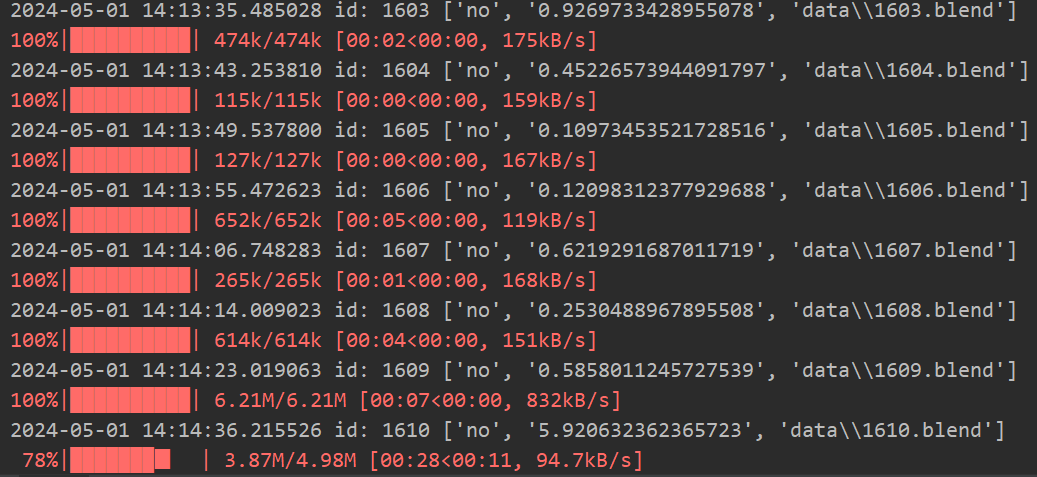 2024-05-01 14:13:35.485028 id: 1603 ['no', '0.9269733428955078', 'data\\1603.blend']
100%|██████████| 474k/474k [00:02<00:00, 175kB/s]
2024-05-01 14:13:43.253810 id: 1604 ['no', '0.45226573944091797', 'data\\1604.blend']
100%|██████████| 115k/115k [00:00<00:00, 159kB/s]
2024-05-01 14:13:49.537800 id: 1605 ['no', '0.10973453521728516', 'data\\1605.blend']
100%|██████████| 127k/127k [00:00<00:00, 167kB/s]
2024-05-01 14:13:55.472623 id: 1606 ['no', '0.12098312377929688', 'data\\1606.blend']
100%|██████████| 652k/652k [00:05<00:00, 119kB/s]
2024-05-01 14:14:06.748283 id: 1607 ['no', '0.6219291687011719', 'data\\1607.blend']
100%|██████████| 265k/265k [00:01<00:00, 168kB/s]
2024-05-01 14:14:14.009023 id: 1608 ['no', '0.2530488967895508', 'data\\1608.blend']
100%|██████████| 614k/614k [00:04<00:00, 151kB/s]
2024-05-01 14:14:23.019063 id: 1609 ['no', '0.5858011245727539', 'data\\1609.blend']
100%|██████████| 6.21M/6.21M [00:07<00:00, 832kB/s]
2024-05-01 14:14:36.215526 id: 1610 ['no', '5.920632362365723', 'data\\1610.blend']
78%|███████▊  | 3.87M/4.98M [00:28<00:11, 94.7kB/s]